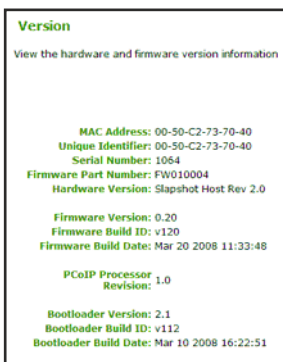 Version
View the hardware and firmware version information
MAC Address: 00-50-C2-73-70-40
Unique Identifier: 00-50-C2-73-70-40
Serial Number: 1064
Firmware Part Number: FW010004
Hardware Version: Slapshot Host Rev 2.0
Firmware Version: 0.20
Firmware Build ID: v120
Firmware Build Date: Mar 20 2008 11:33:48
PCoIP Processor
Revision: 1.0
Bootloader Version: 2.1
Bootloader Build ID: v112
Bootloader Build Date: Mar 10 2008 16:22:51